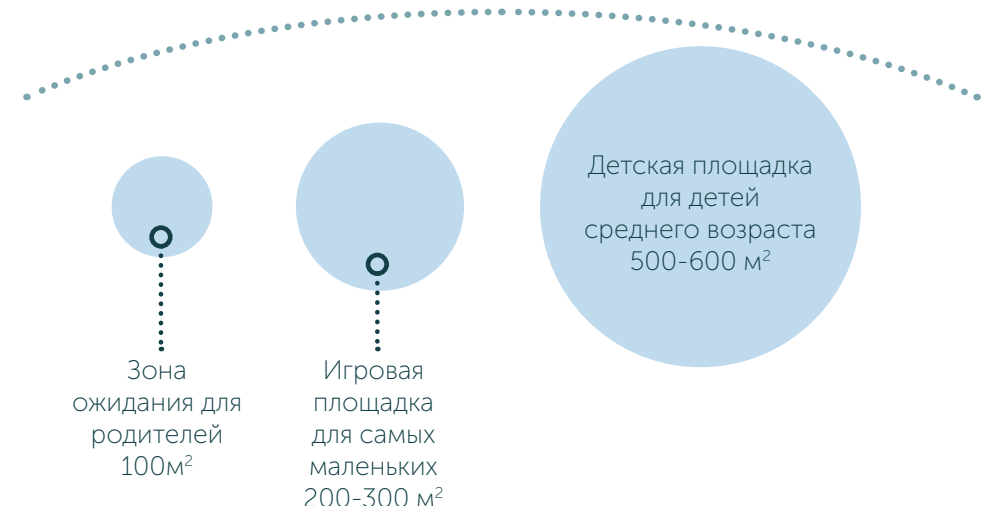 Детская площадка
для детей
среднего возраста
500-600 м²
Зона
ожидания для
родителей
100м²
Игровая
площадка
для самых
маленьких
200-300 м²